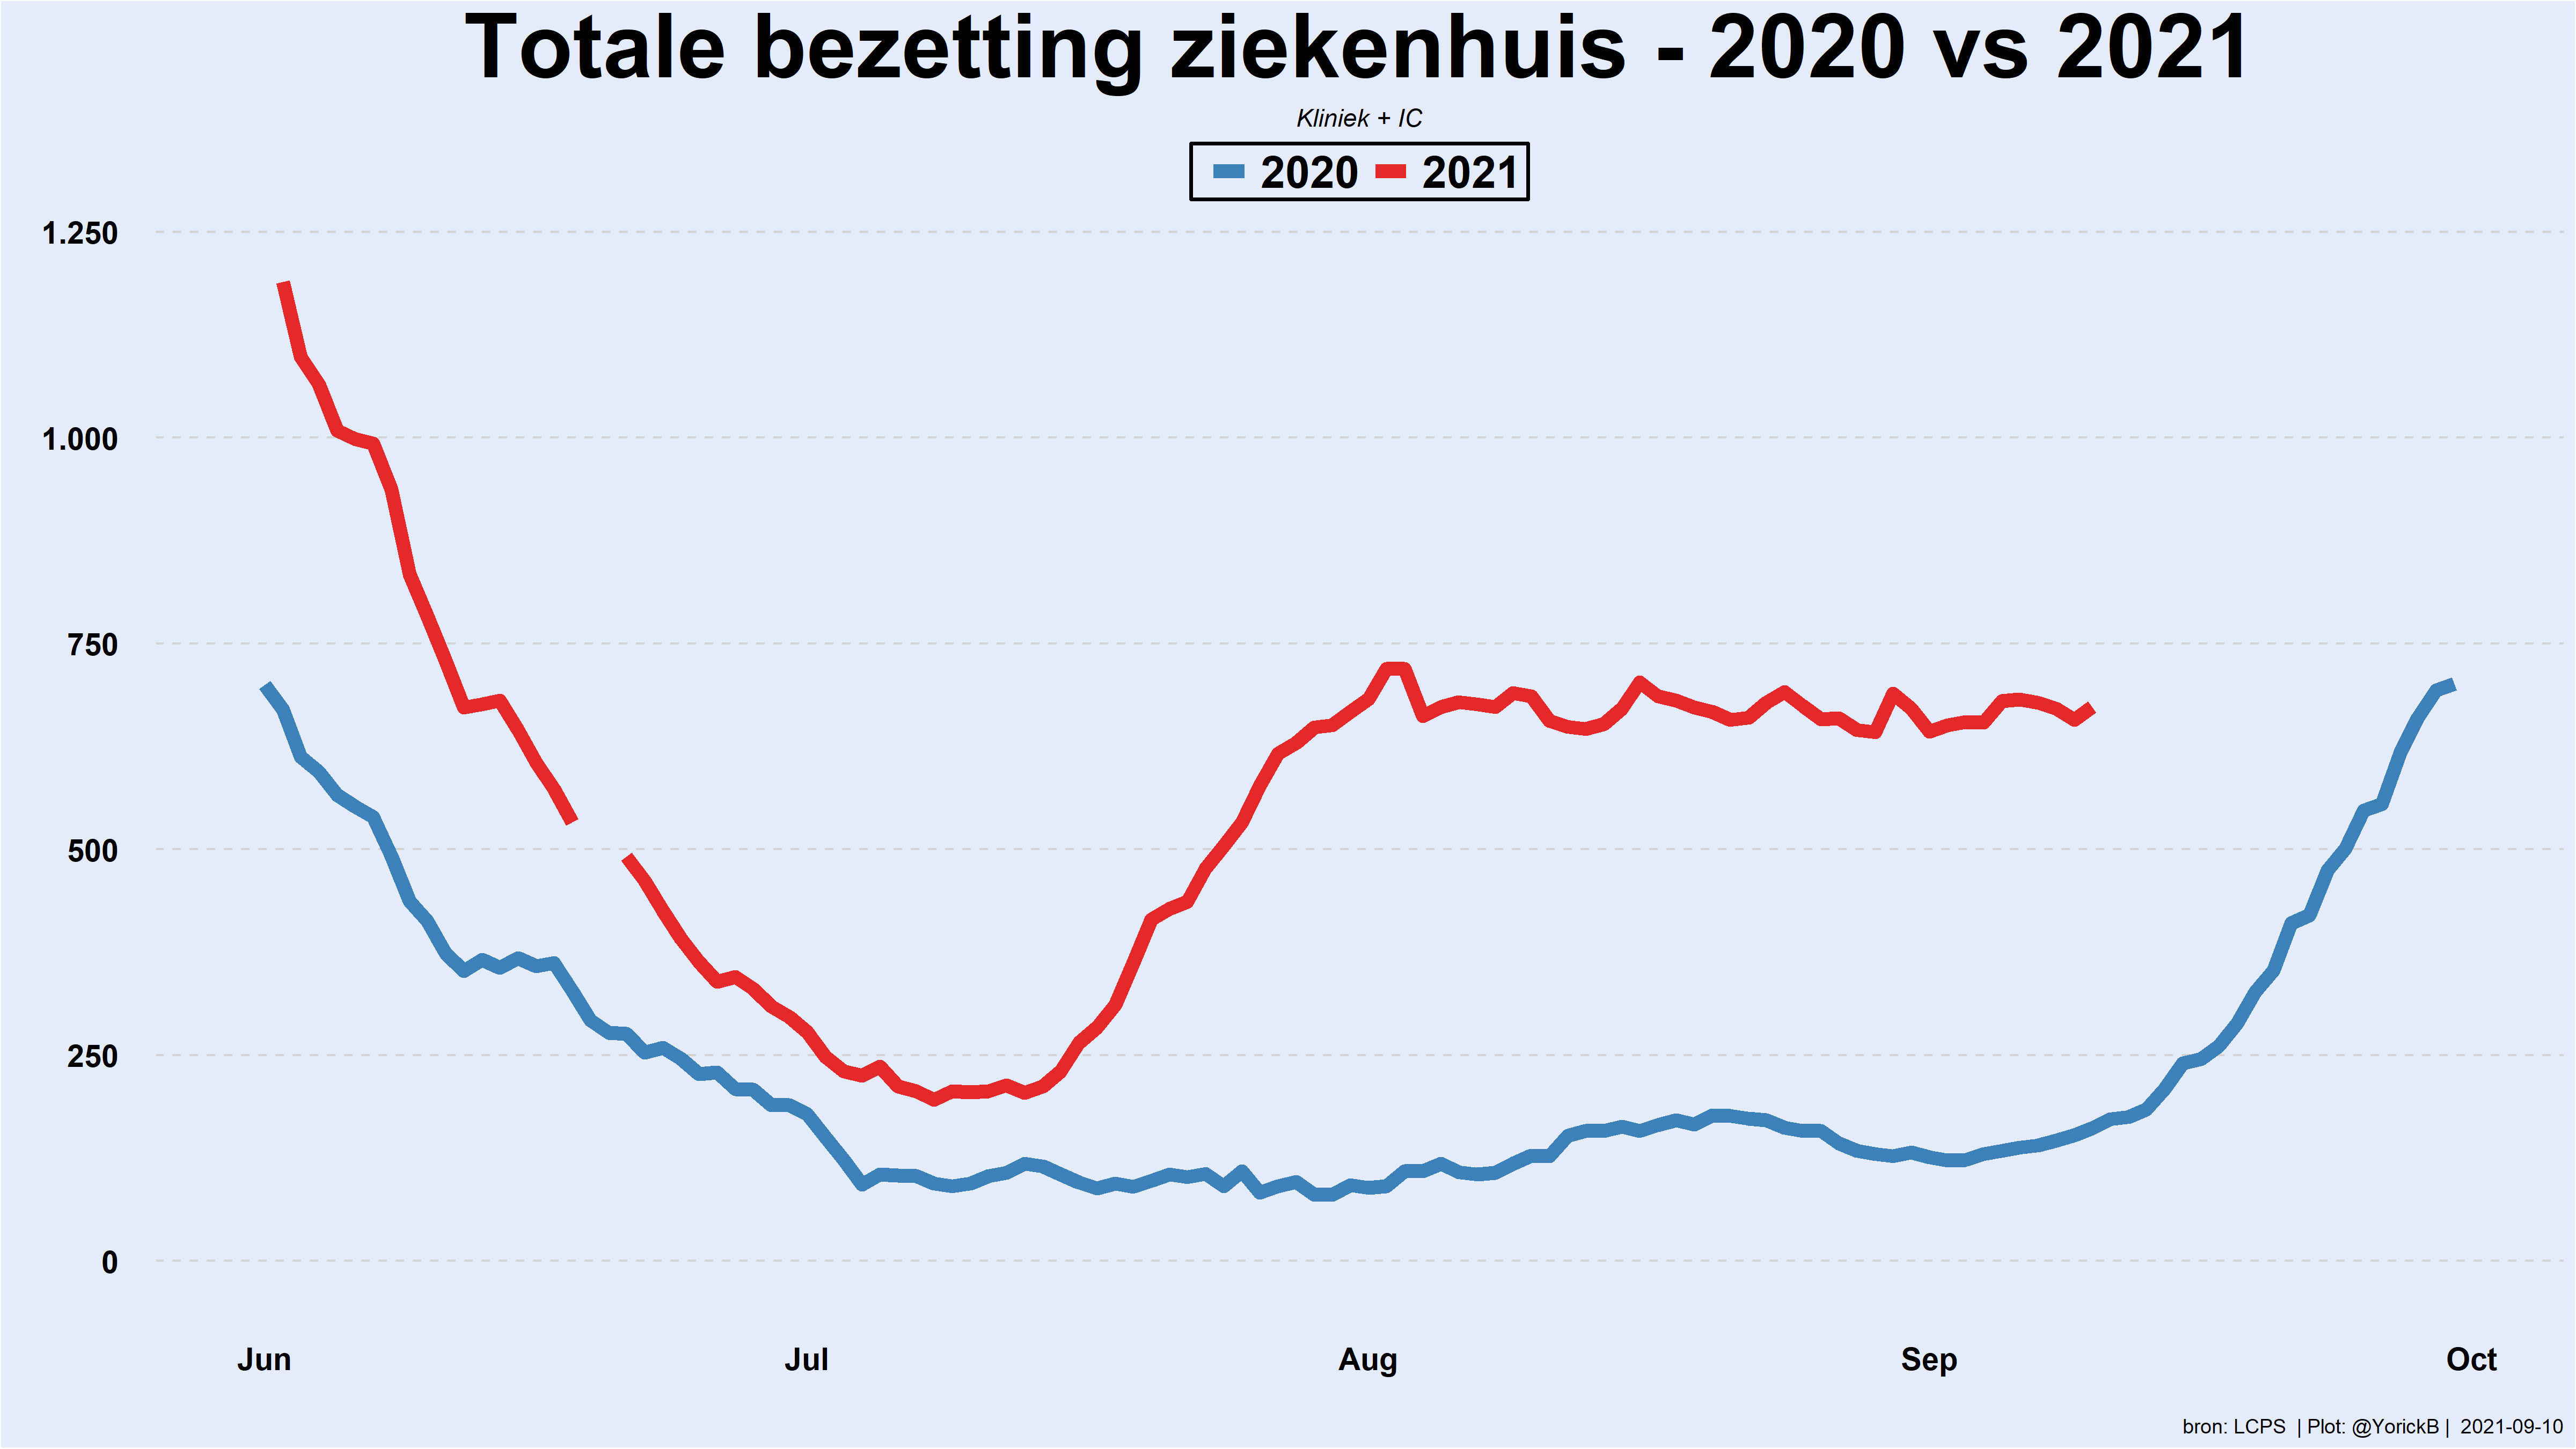 Totale bezetting ziekenhuis - 2020 vs 2021
Kliniek + IC
2020 2021
1.250
1.000
750
500
250
0
Jun Jul Aug Sep Oct
bron: LCPS | Plot: @YorickB | 2021-09-10